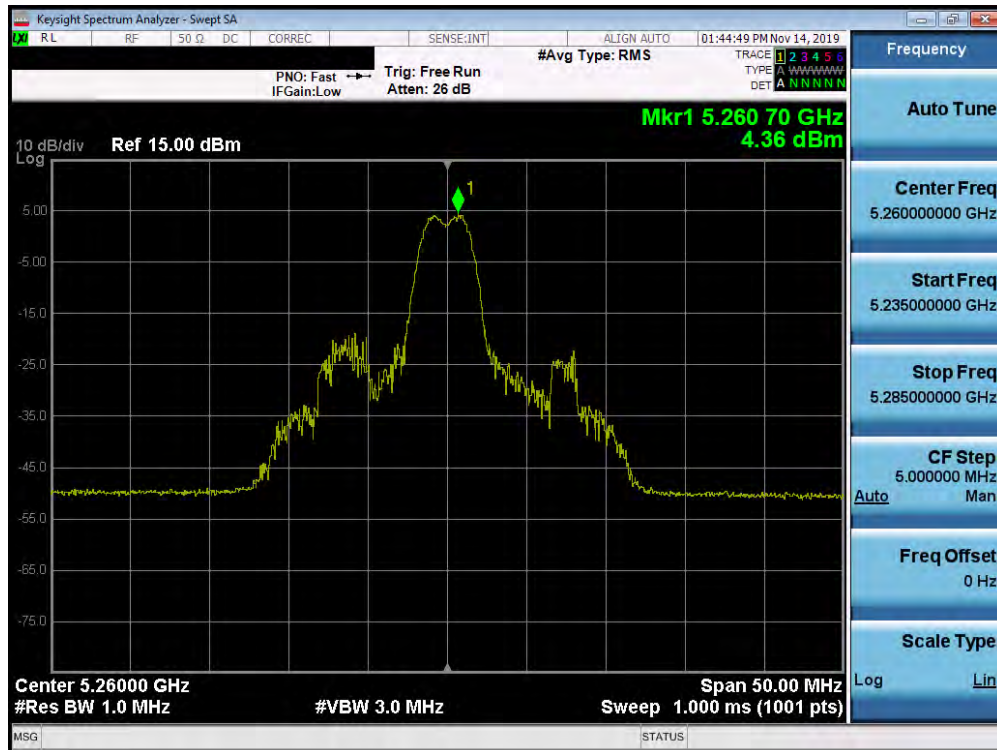 Keysight Spectrum Analyzer - Swept SA
LXI RL RF 50 Ω DC CORREC SENSE:INT ALIGN AUTO 01:44:49 PM Nov 14, 2019
#Avg Type: RMS TRACE 1 2 3 4 5 6
PNO: Fast Trig: Free Run TYPE A WWWWWW
IFGain:Low Atten: 26 dB DET A N N N N N
Mkr1 5.260 70 GHz
4.36 dBm
10 dB/div Ref 15.00 dBm
Log
1
5.00
-5.00
-15.0
-25.0
-35.0
-45.0
-55.0
-65.0
-75.0
Center 5.26000 GHz Span 50.00 MHz
#Res BW 1.0 MHz #VBW 3.0 MHz Sweep 1.000 ms (1001 pts)
MSG STATUS
Frequency
Auto Tune
Center Freq
5.260000000 GHz
Start Freq
5.235000000 GHz
Stop Freq
5.285000000 GHz
CF Step
5.000000 MHz
Auto Man
Freq Offset
0 Hz
Scale Type
Log Lin